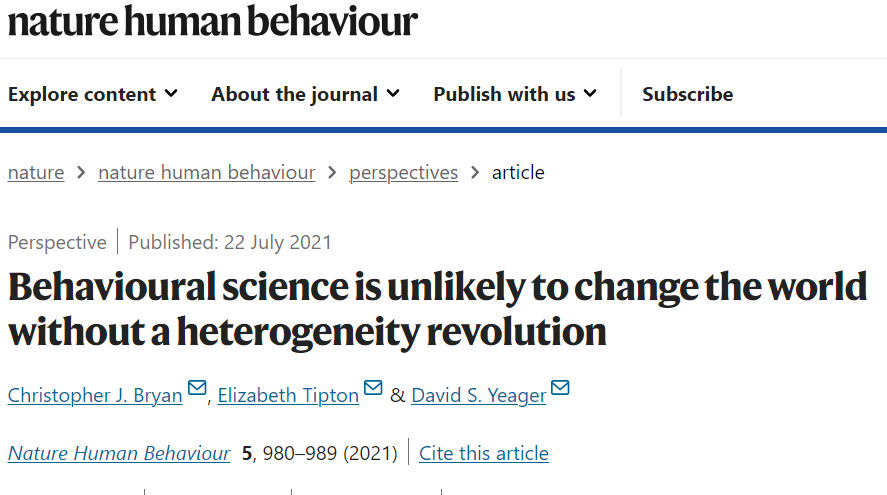 nature human behaviour
Explore content About the journal Publish with us Subscribe
nature > nature human behaviour > perspectives > article
Perspective | Published: 22 July 2021
Behavioural science is unlikely to change the world
without a heterogeneity revolution
Christopher J. Bryan, Elizabeth Tipton & David S. Yeager
Nature Human Behaviour 5, 980–989 (2021) | Cite this article